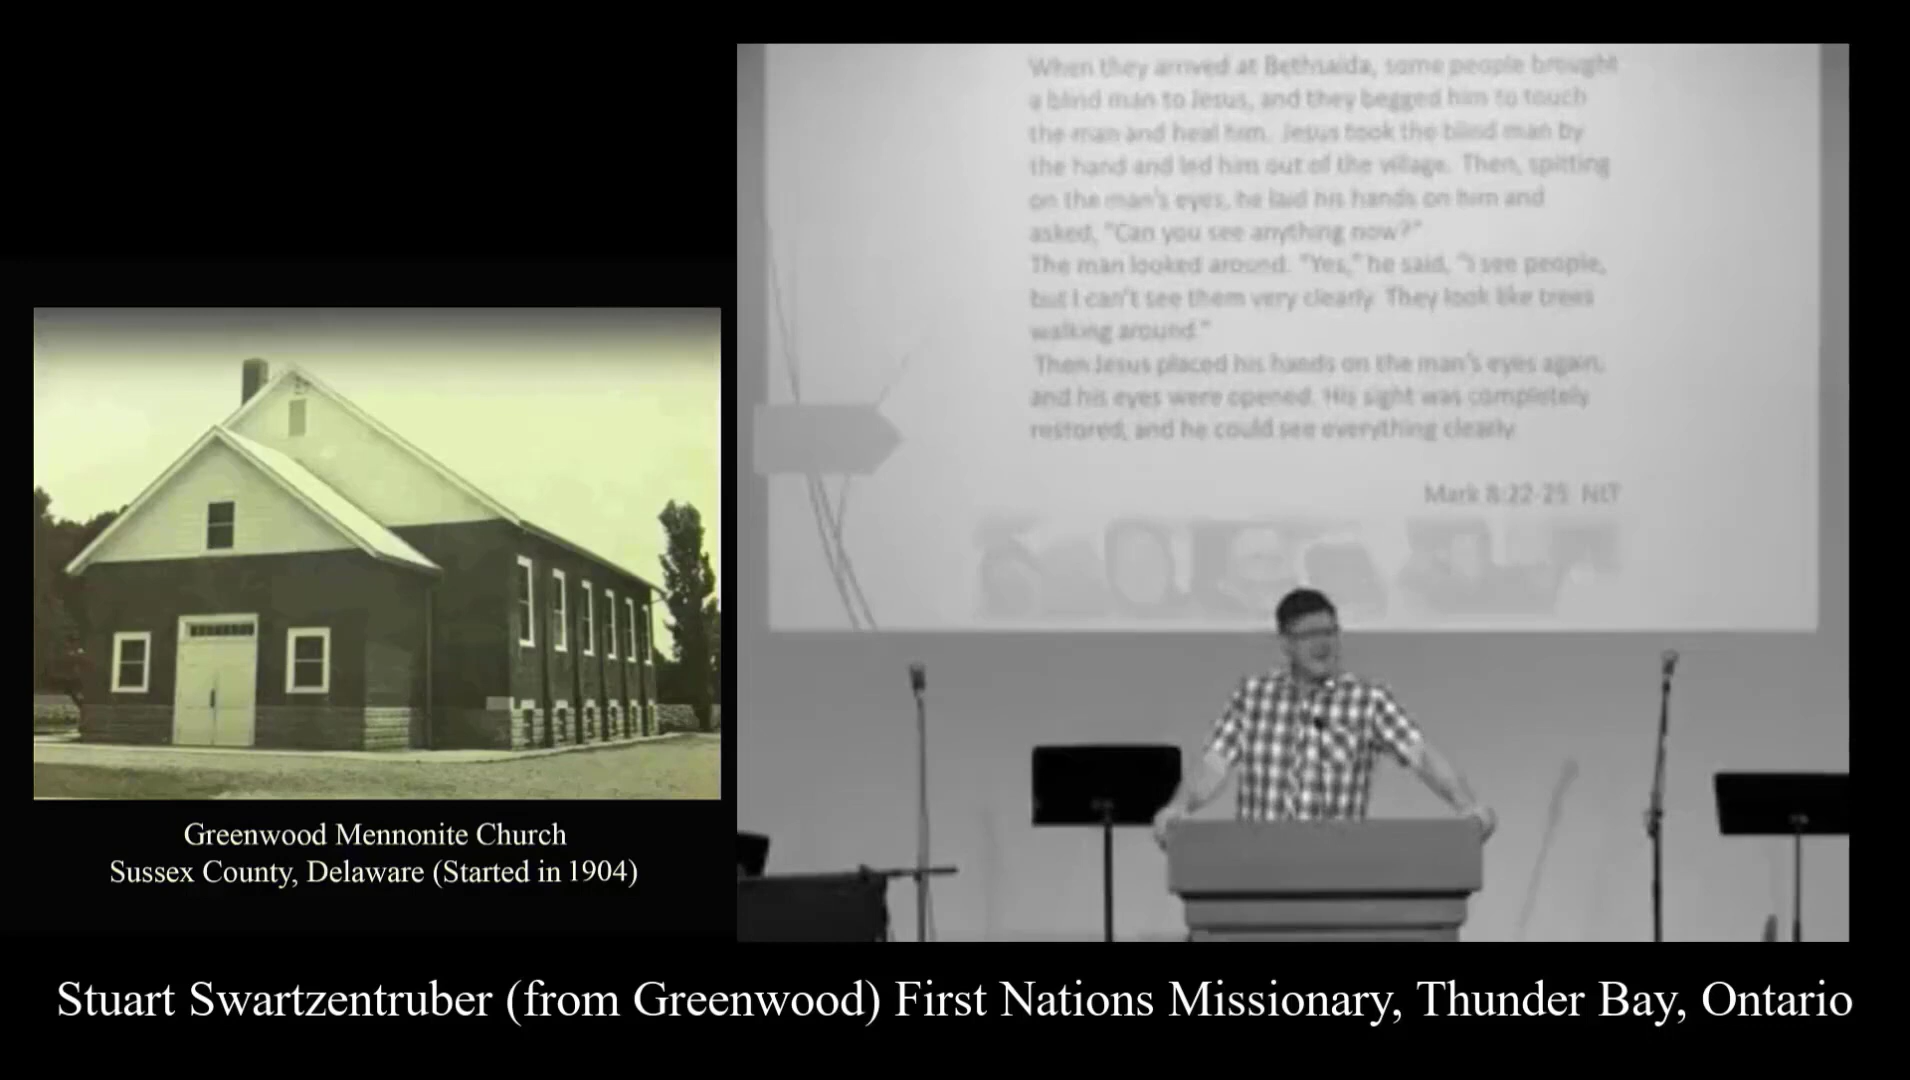 When they arrived at Bethsaida, some people brought
a blind man to Jesus, and they begged him to touch
the man and heal him. Jesus took the blind man by
the hand and led him out of the village. Then, spitting
on the man's eyes, he laid his hands on him and
asked, "Can you see anything now?"
The man looked around. "Yes," he said, "I see people,
but I can't see them very clearly. They look like trees
walking around."
Then Jesus placed his hands on the man's eyes again,
and his eyes were opened. His sight was completely
restored, and he could see everything clearly.
Mark 8:22-25 NLT
Greenwood Mennonite Church
Sussex County, Delaware (Started in 1904)
Stuart Swartzentruber (from Greenwood) First Nations Missionary, Thunder Bay, Ontario